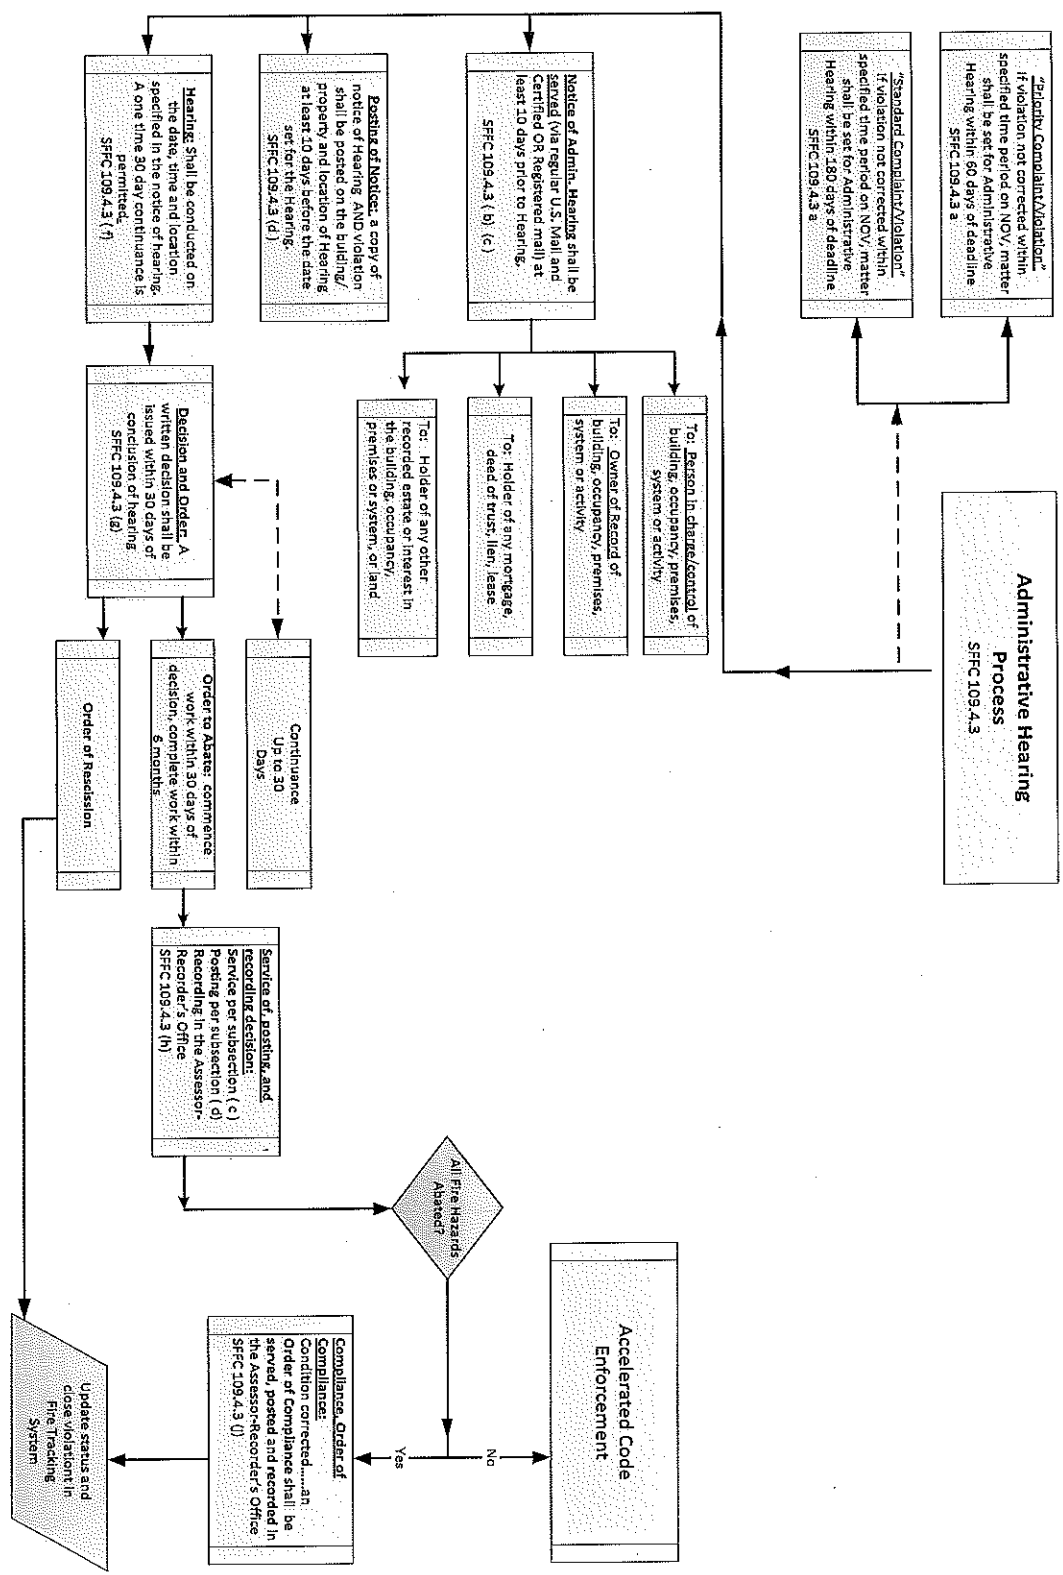 Administrative Hearing
Process
SFFC 109.4.3
"Priority Complaint/Violation"
If violation not corrected within
specified time period on NOV, matter
shall be set for Administrative
Hearing within 60 days of deadline
SFFC 109.4.3 a
"Standard Complaint/Violation"
If violation not corrected within
specified time period on NOV, matter
shall be set for Administrative
Hearing within 180 days of deadline
SFFC 109.4.3 a
Notice of Admin. Hearing shall be
served (via regular U.S. Mail and
Certified OR Registered mail) at
least 10 days prior to Hearing.
SFFC 109.4.3 (b) (c)
To: Person in charge/control of
building, occupancy, premises,
system or activity
To: Owner of Record of
building, occupancy, premises,
system or activity
To: Holder of any mortgage,
deed of trust, lien, lease
To: Holder of any other
recorded estate or interest in
the building, occupancy,
premises or system, or land
Posting of Notice: a copy of
notice of Hearing AND violation
shall be posted on the building/
property and location of Hearing
at least 10 days before the date
set for the Hearing.
SFFC 109.4.3 (d)
Hearing: Shall be conducted on
the date, time and location
specified in the notice of hearing.
A one time 30 day continuance is
permitted.
SFFC 109.4.3 (f)
Decision and Order: A
written decision shall be
issued within 30 days of
conclusion of hearing
SFFC 109.4.3 (g)
Continuance
Up to 30
Days
Order to Abate: commence
work within 30 days of
decision, complete work within
6 months
Order of Rescission
Service of, posting, and
recording decision:
Service per subsection ( c )
Posting per subsection ( d)
Recording in the Assessor-
Recorder's Office
SFFC 109.4.3 (h)
All Fire Hazards
Abated?
No
Yes
Accelerated Code
Enforcement
Compliance, Order of
Compliance:
Condition corrected......an
Order of Compliance shall be
served, posted and recorded in
the Assessor-Recorder's Office
SFFC 109.4.3 (j)
Update status and
close violationt in
Fire Tracking
System